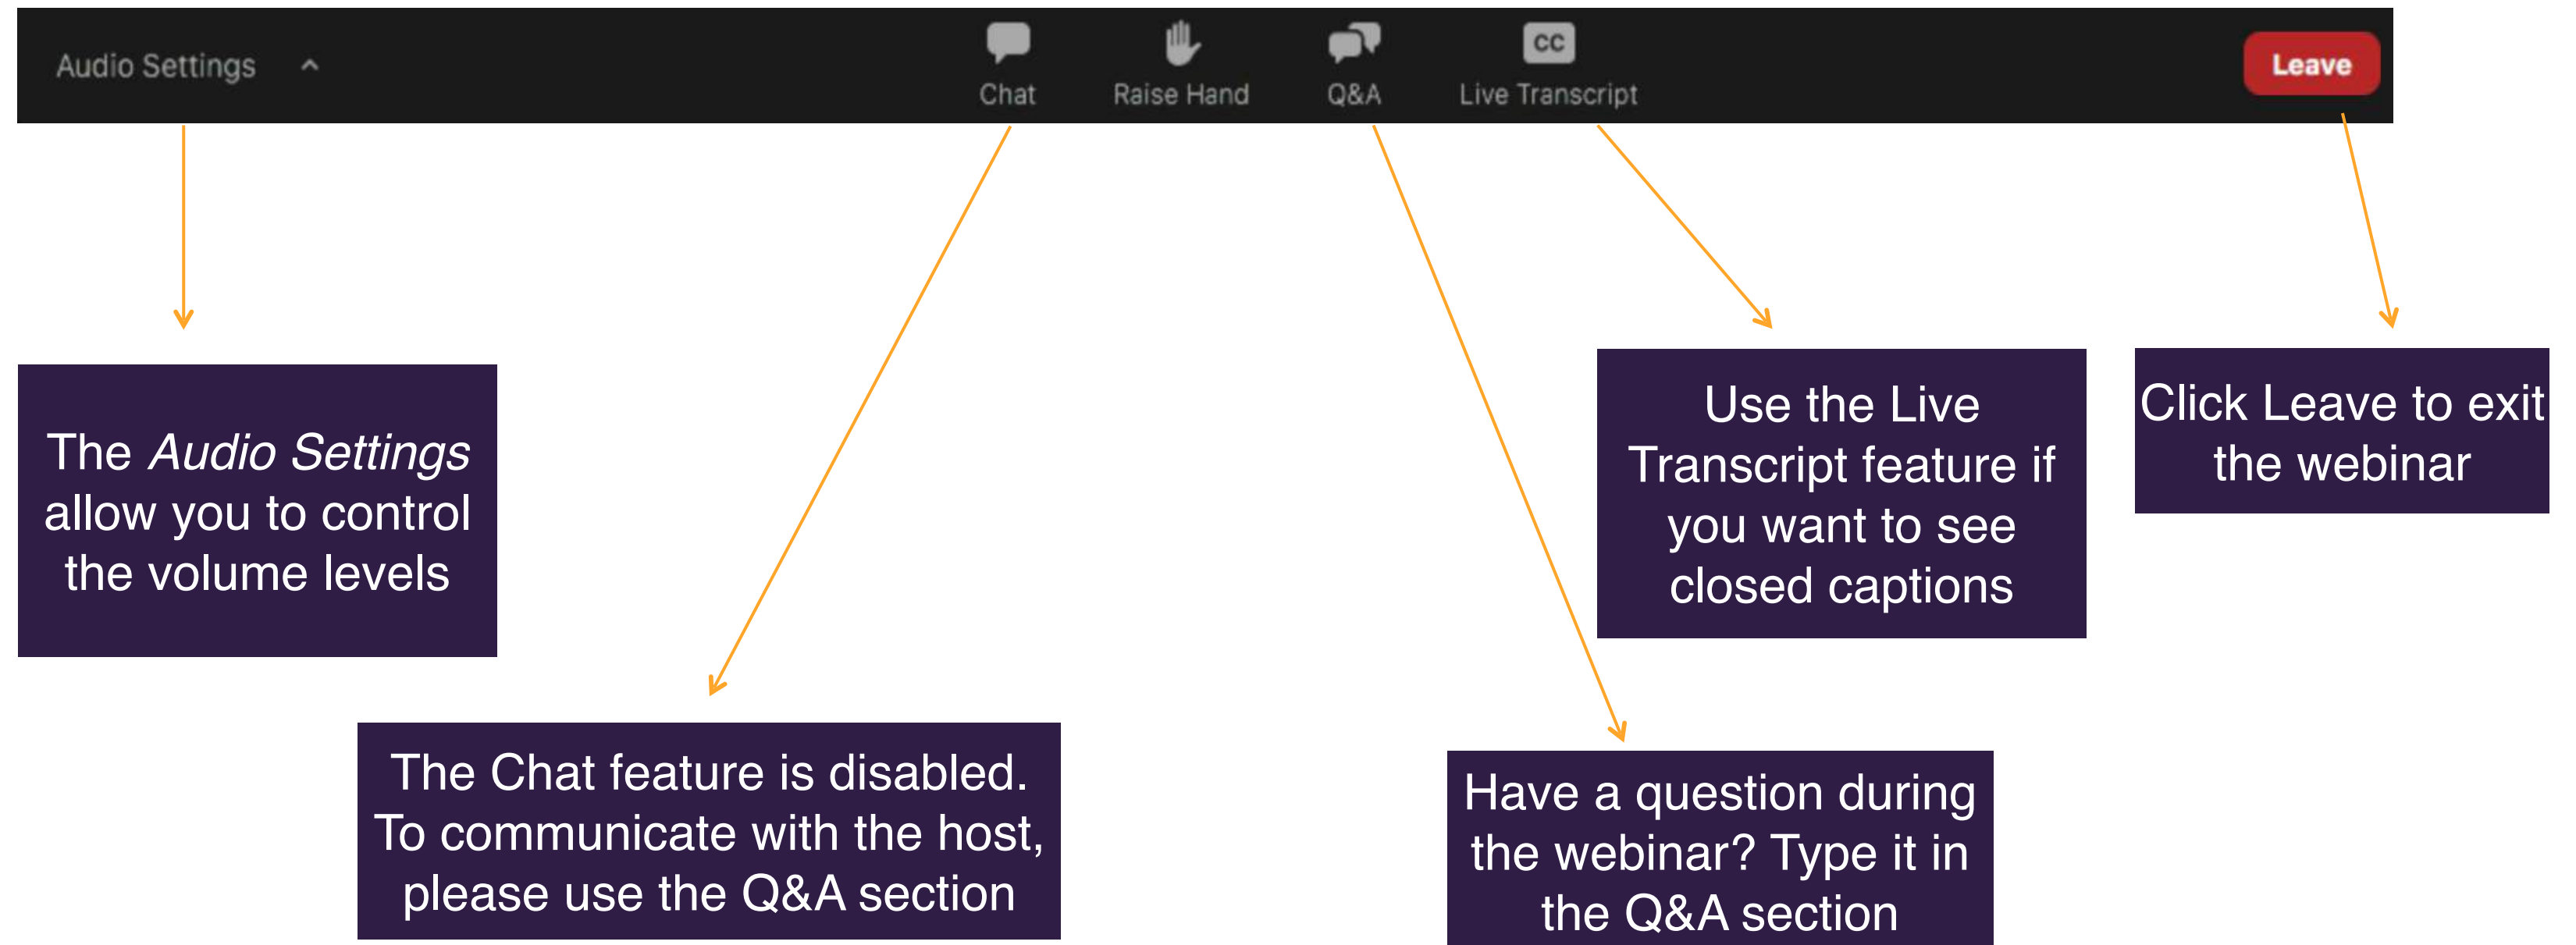 Audio Settings
Chat
Raise Hand
Q&A
CC
Live Transcript
Leave
The Audio Settings
allow you to control
the volume levels
The Chat feature is disabled.
To communicate with the host,
please use the Q&A section
Have a question during
the webinar? Type it in
the Q&A section
Use the Live
Transcript feature if
you want to see
closed captions
Click Leave to exit
the webinar